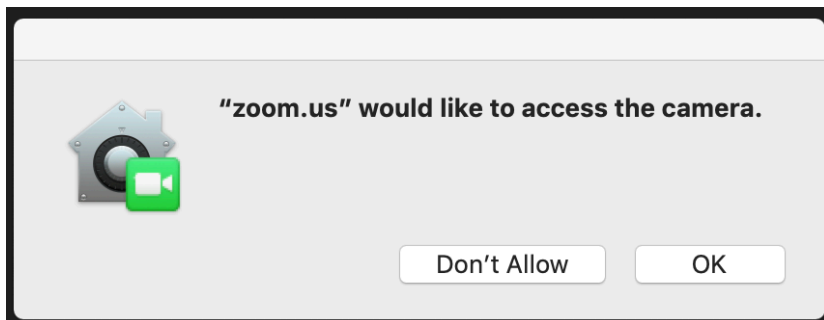 “zoom.us” would like to access the camera.
Don’t Allow
OK